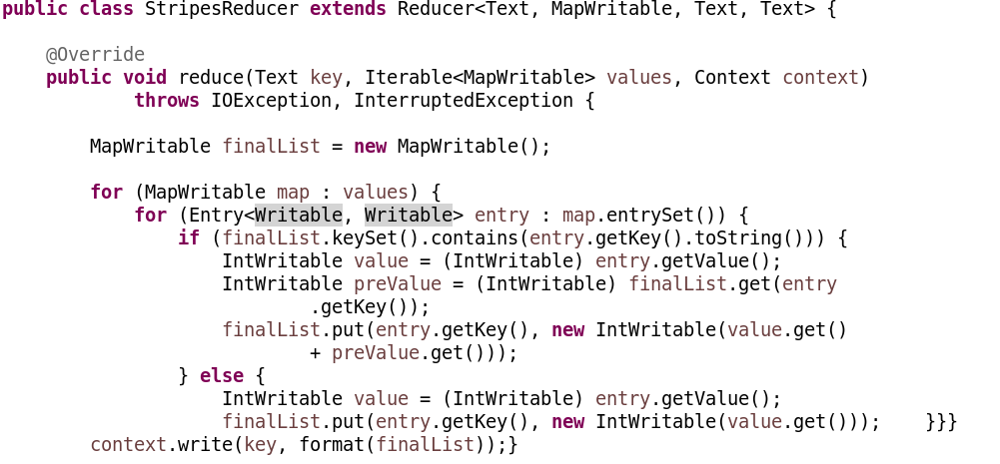 public class StripesReducer extends Reducer<Text, MapWritable, Text, Text> {
@Override
public void reduce(Text key, Iterable<MapWritable> values, Context context)
throws IOException, InterruptedException {
MapWritable finalList = new MapWritable();
for (MapWritable map : values) {
for (Entry<Writable, Writable> entry : map.entrySet()) {
if (finalList.keySet().contains(entry.getKey().toString())) {
IntWritable value = (IntWritable) entry.getValue();
IntWritable preValue = (IntWritable) finalList.get(entry
.getKey());
finalList.put(entry.getKey(), new IntWritable(value.get()
+ preValue.get()));
} else {
IntWritable value = (IntWritable) entry.getValue();
finalList.put(entry.getKey(), new IntWritable(value.get()));    }}}
context.write(key, format(finalList));}